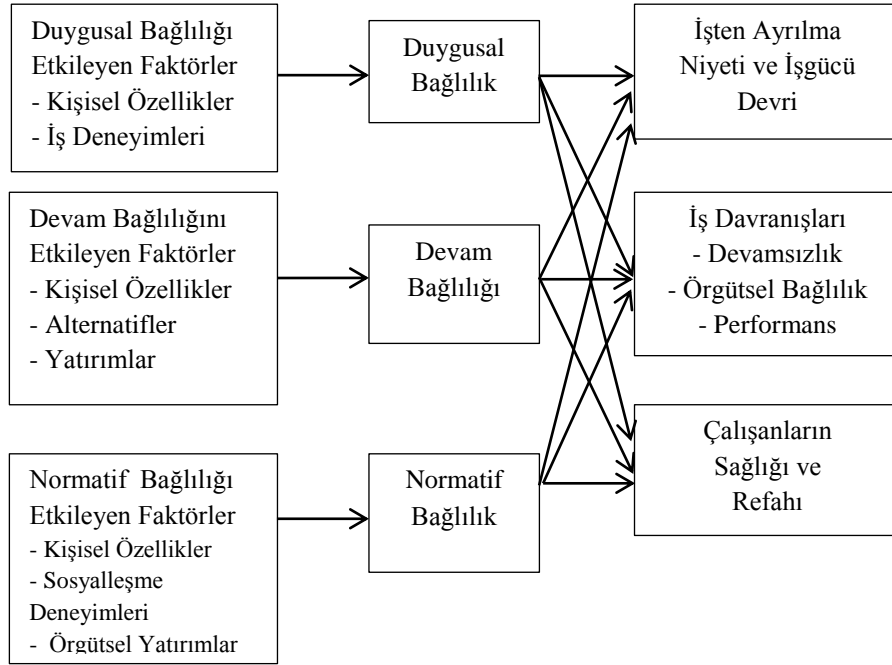 Duygusal Bağlılığı
Etkileyen Faktörler
- Kişisel Özellikler
- İş Deneyimleri
Duygusal
Bağlılık
İşten Ayrılma
Niyeti ve İşgücü
Devri
Devam Bağlılığını
Etkileyen Faktörler
- Kişisel Özellikler
- Alternatifler
- Yatırımlar
Devam
Bağlılığı
İş Davranışları
- Devamsızlık
- Örgütsel Bağlılık
- Performans
Normatif Bağlılığı
Etkileyen Faktörler
- Kişisel Özellikler
- Sosyalleşme
Deneyimleri
- Örgütsel Yatırımlar
Normatif
Bağlılık
Çalışanların
Sağlığı ve
Refahı